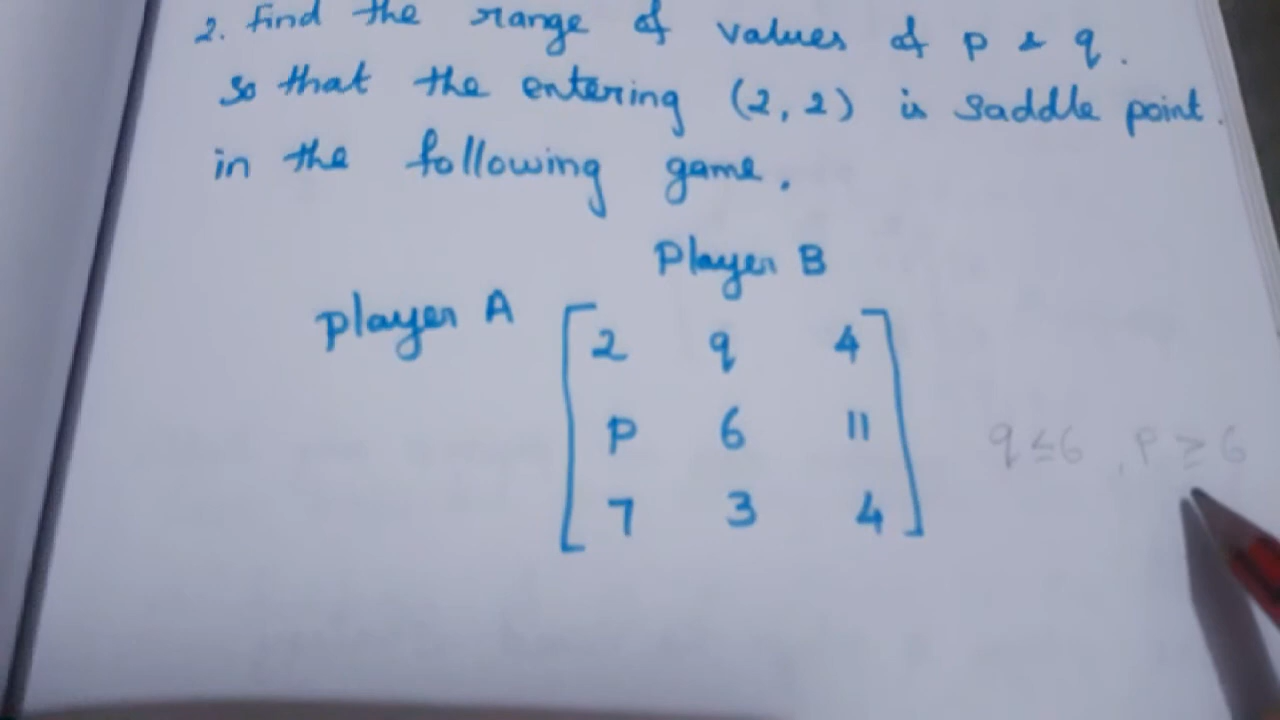 2. Find the range of values of p & q.
so that the entering (2, 2) is saddle point.
in the following game.
Player B
player A
2 q 4
p 6 11
7 3 4
q ≤ 6, p ≥ 6